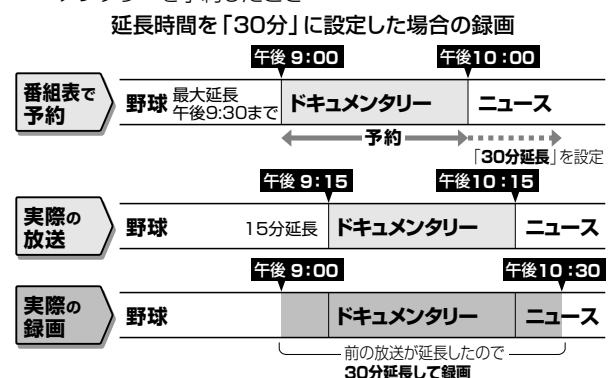 延長時間を「30分」に設定した場合の録画
午後 9:00 午後10:00
番組表で
予約
野球 最大延長
午後9:30まで
ドキュメンタリー ニュース
予約
「30分延長」を設定
午後 9:15 午後10:15
実際の
放送
野球 15分延長 ドキュメンタリー ニュース
午後 9:00 午後10:30
実際の
録画
野球 ドキュメンタリー ニュース
前の放送が延長したので
30分延長して録画